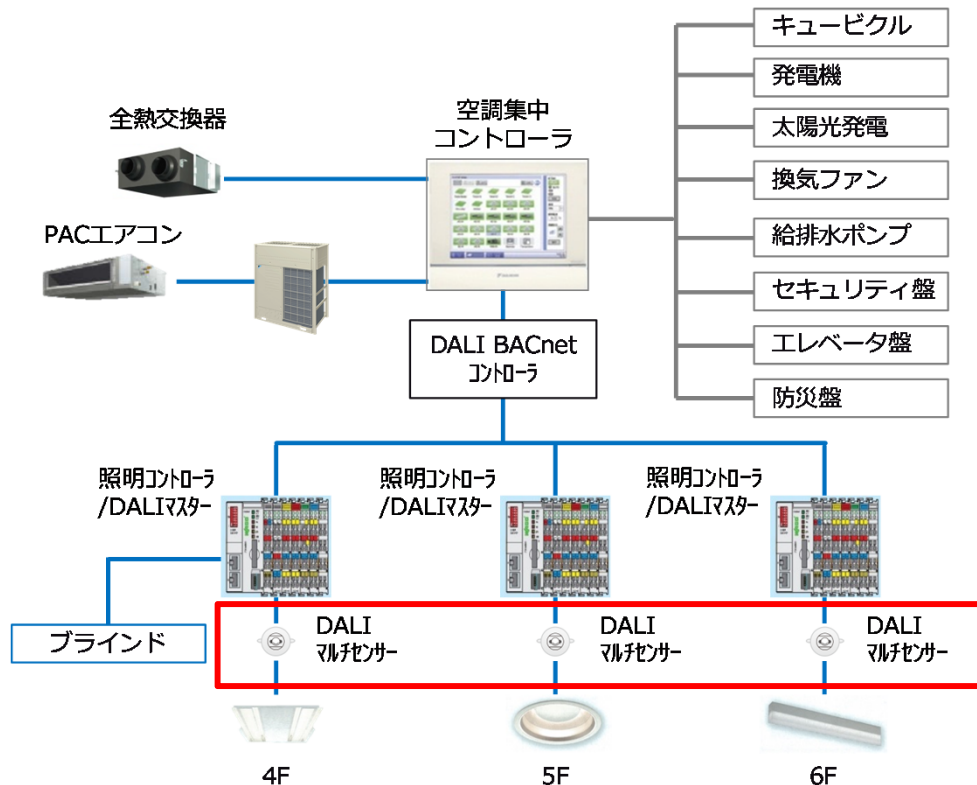 キュービクル
発電機
太陽光発電
換気ファン
給排水ポンプ
セキュリティ盤
エレベータ盤
防災盤
全熱交換器
空調集中
コントローラ
PACエアコン
DALI BACnet
ｺﾝﾄﾛｰﾗ
照明ｺﾝﾄﾛｰﾗ
/DALIﾏｽﾀｰ
照明ｺﾝﾄﾛｰﾗ
/DALIﾏｽﾀｰ
照明ｺﾝﾄﾛｰﾗ
/DALIﾏｽﾀｰ
ブラインド
DALI
ﾏﾙﾁｾﾝｻｰ
DALI
ﾏﾙﾁｾﾝｻｰ
DALI
ﾏﾙﾁｾﾝｻｰ
4F
5F
6F